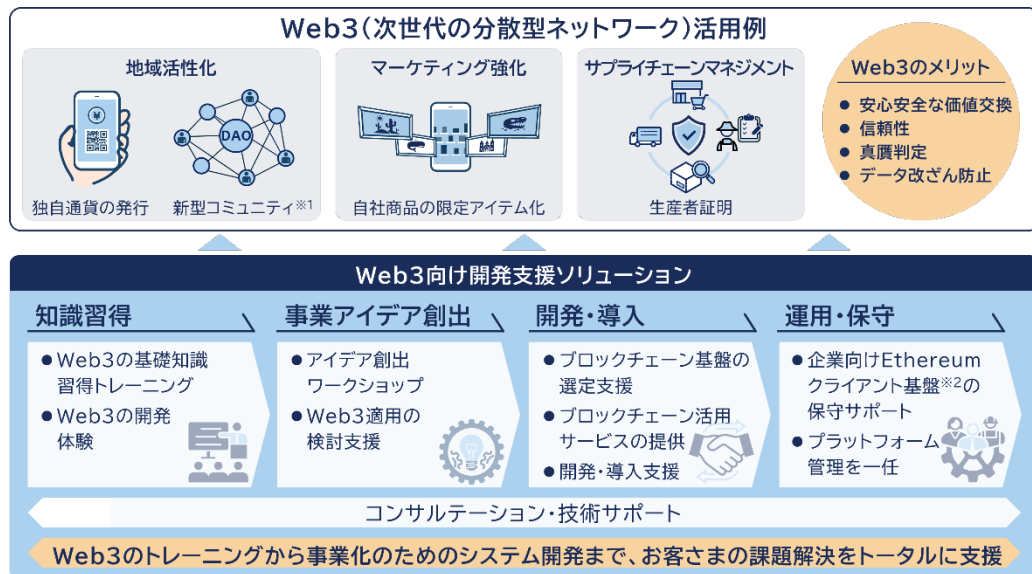 Web3(次世代の分散型ネットワーク)活用例
地域活性化
DAO
独自通貨の発行
新型コミュニティ※1
マーケティング強化
自社商品の限定アイテム化
サプライチェーンマネジメント
生産者証明
Web3のメリット
● 安心安全な価値交換
● 信頼性
● 真贋判定
● データ改ざん防止
Web3向け開発支援ソリューション
知識習得
● Web3の基礎知識
習得トレーニング
● Web3の開発
体験
事業アイデア創出
● アイデア創出
ワークショップ
● Web3適用の
検討支援
開発・導入
● ブロックチェーン基盤の
選定支援
● ブロックチェーン活用
サービスの提供
● 開発・導入支援
運用・保守
● 企業向けEthereum
クライアント基盤※2の
保守サポート
● プラットフォーム
管理を一任
コンサルテーション・技術サポート
Web3のトレーニングから事業化のためのシステム開発まで、お客さまの課題解決をトータルに支援